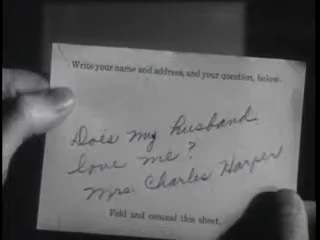 Write your name and address, and your question, below.
Does my husband
love me?
Mrs. Charles Harper
Fold and conceal this sheet.